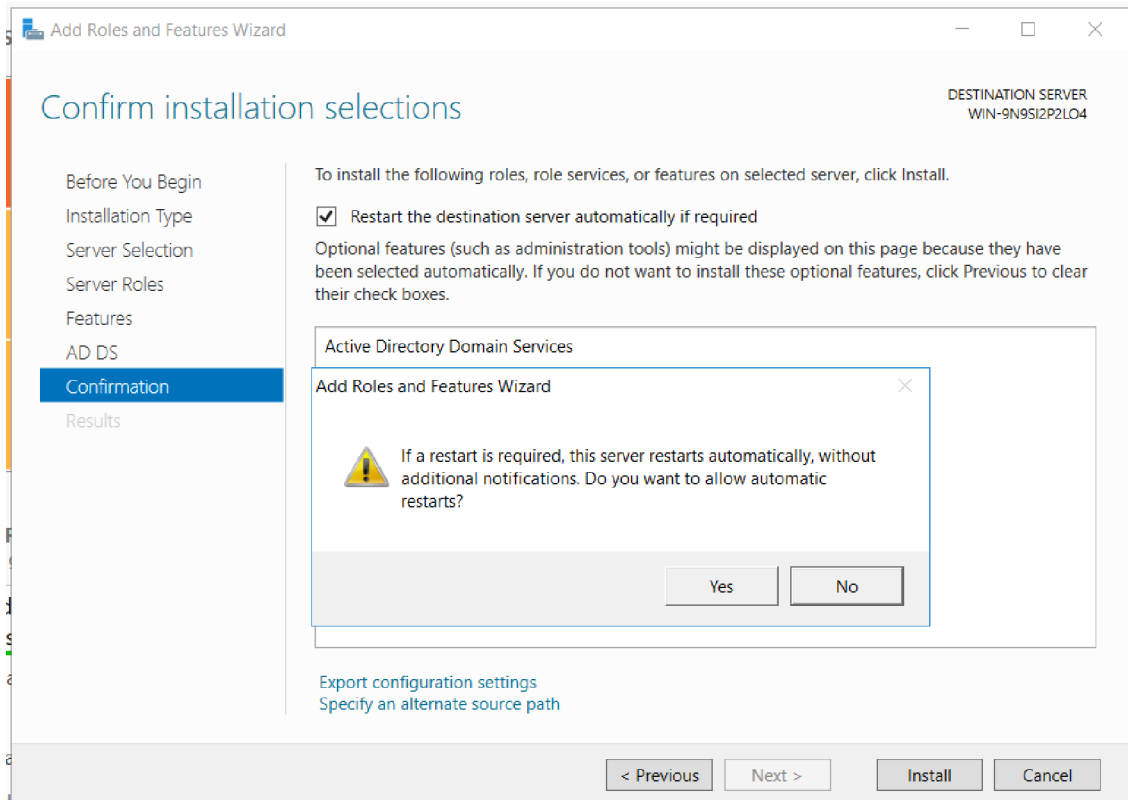 Add Roles and Features Wizard
Confirm installation selections
DESTINATION SERVER
WIN-9N9SI2P2LO4
Before You Begin
Installation Type
Server Selection
Server Roles
Features
AD DS
Confirmation
Results
To install the following roles, role services, or features on selected server, click Install.
Restart the destination server automatically if required
Optional features (such as administration tools) might be displayed on this page because they have
been selected automatically. If you do not want to install these optional features, click Previous to clear
their check boxes.
Active Directory Domain Services
Add Roles and Features Wizard
If a restart is required, this server restarts automatically, without
additional notifications. Do you want to allow automatic
restarts?
Yes
No
Export configuration settings
Specify an alternate source path
< Previous
Next >
Install
Cancel